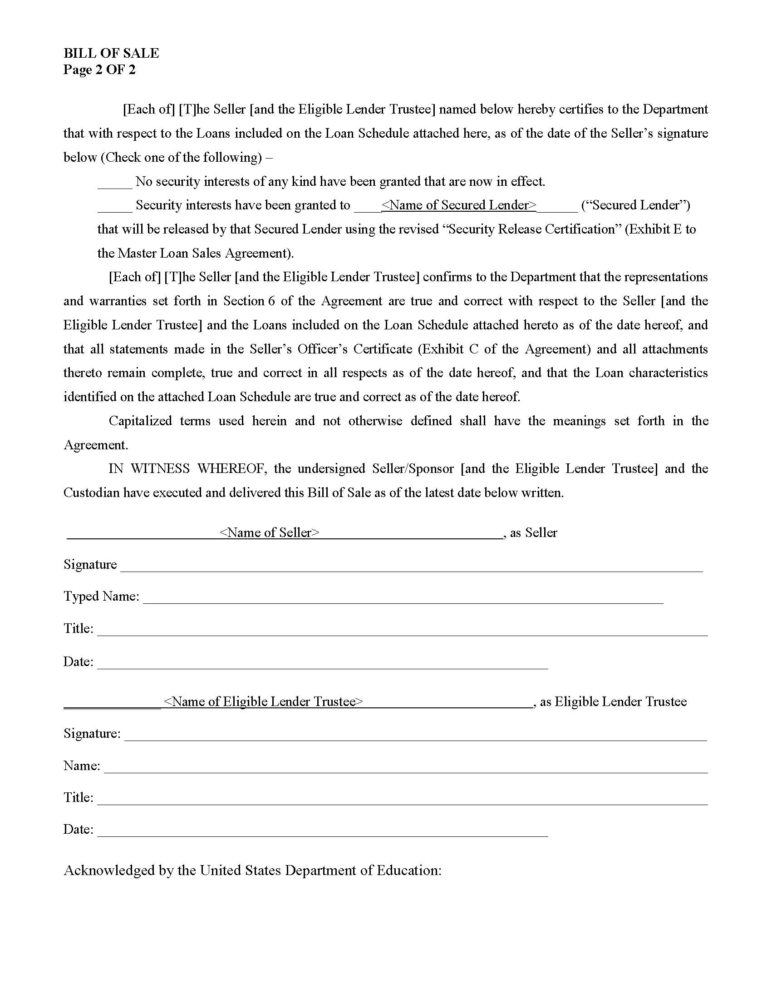 BILL OF SALE
Page 2 OF 2
[Each of] [T]he Seller [and the Eligible Lender Trustee] named below hereby certifies to the Department
that with respect to the Loans included on the Loan Schedule attached here, as of the date of the Seller’s signature
below (Check one of the following) –
_____ No security interests of any kind have been granted that are now in effect.
_____ Security interests have been granted to ____<Name of Secured Lender>______ (“Secured Lender”)
that will be released by that Secured Lender using the revised “Security Release Certification” (Exhibit E to
the Master Loan Sales Agreement).
[Each of] [T]he Seller [and the Eligible Lender Trustee] confirms to the Department that the representations
and warranties set forth in Section 6 of the Agreement are true and correct with respect to the Seller [and the
Eligible Lender Trustee] and the Loans included on the Loan Schedule attached hereto as of the date hereof, and
that all statements made in the Seller’s Officer’s Certificate (Exhibit C of the Agreement) and all attachments
thereto remain complete, true and correct in all respects as of the date hereof, and that the Loan characteristics
identified on the attached Loan Schedule are true and correct as of the date hereof.
Capitalized terms used herein and not otherwise defined shall have the meanings set forth in the
Agreement.
IN WITNESS WHEREOF, the undersigned Seller/Sponsor [and the Eligible Lender Trustee] and the
Custodian have executed and delivered this Bill of Sale as of the latest date below written.
<Name of Seller>, as Seller
Signature
Typed Name:
Title:
Date:
<Name of Eligible Lender Trustee>, as Eligible Lender Trustee
Signature:
Name:
Title:
Date:
Acknowledged by the United States Department of Education: